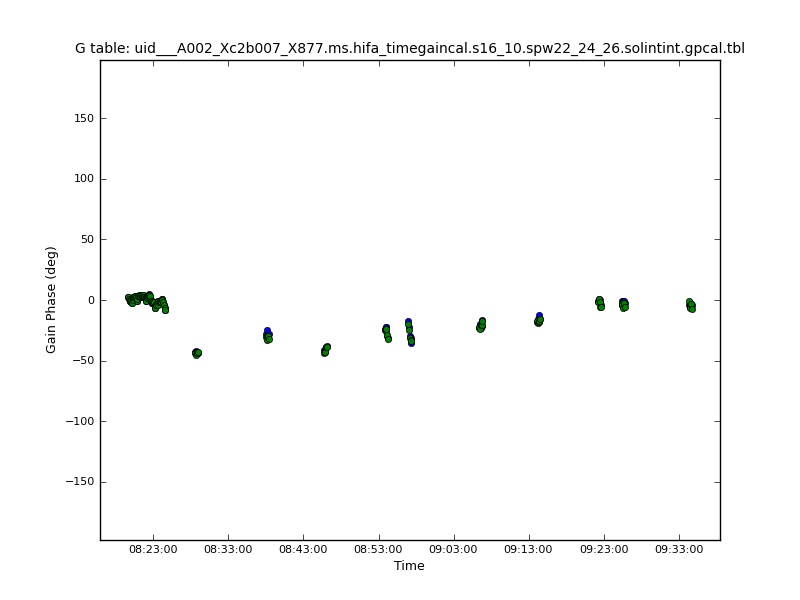 G table: uid___A002_Xc2b007_X877.ms.hifa_timegaincal.s16_10.spw22_24_26.solintint.gpcal.tbl
150
100
50
0
−50
−100
−150
Gain Phase (deg)
08:23:00 08:33:00 08:43:00 08:53:00 09:03:00 09:13:00 09:23:00 09:33:00
Time